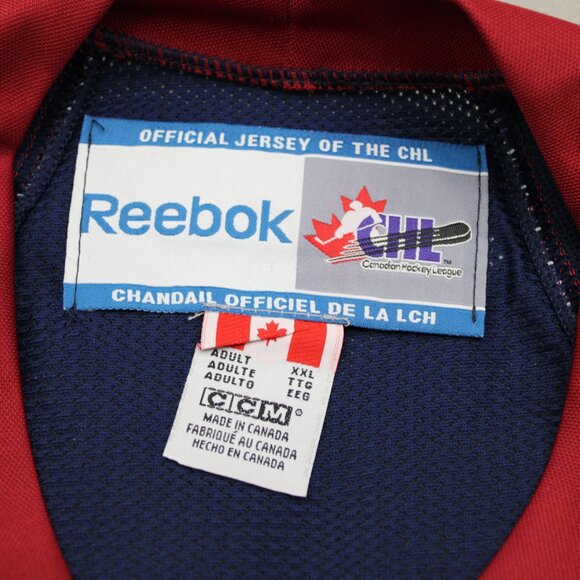 OFFICIAL JERSEY OF THE CHL
Reebok
CHL
TM
Canadian Hockey League
CHANDAIL OFFICIEL DE LA LCH
ADULT XXL
ADULTE TTG
ADULTO EEG
CCM
MADE IN CANADA
FABRIQUÉ AU CANADA
HECHO EN CANADA